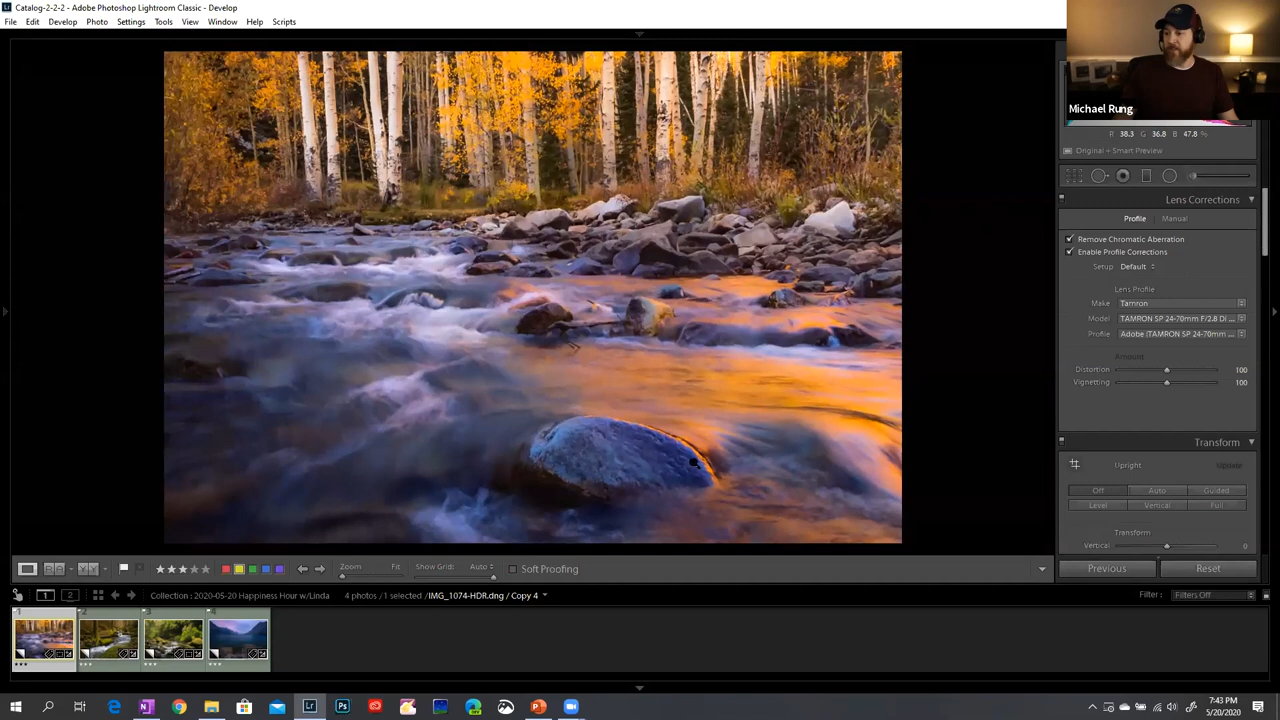 Catalog-2-2-2 - Adobe Photoshop Lightroom Classic - Develop
File Edit Develop Photo Settings Tools View Window Help Scripts
Michael Rung
R 38.3 G 36.8 B 47.8 %
Original + Smart Preview
Lens Corrections
Profile Manual
Remove Chromatic Aberration
Enable Profile Corrections
Setup Default
Lens Profile
Make Tamron
Model TAMRON SP 24-70mm F/2.8 Di ...
Profile Adobe (TAMRON SP 24-70mm ...
Amount
Distortion 100
Vignetting 100
Transform
Upright Update
Off Auto Guided
Level Vertical Full
Transform
Vertical 0
Zoom Fit Show Grid: Auto Soft Proofing
Previous Reset
1 2 Collection : 2020-05-20 Happiness Hour w/Linda 4 photos / 1 selected / IMG_1074-HDR.dng / Copy 4 Filter : Filters Off
1 2 3 4
7:43 PM
5/20/2020